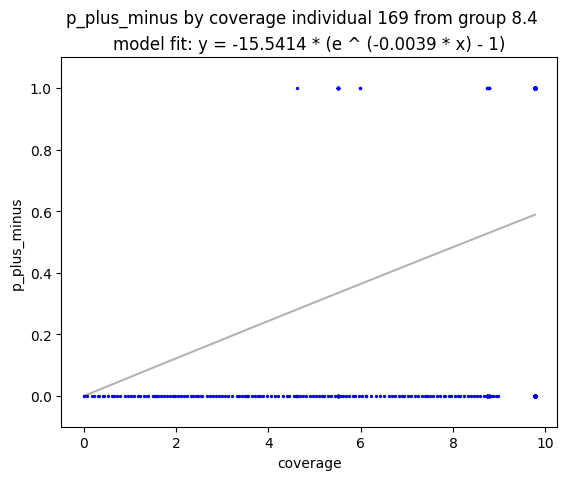 p_plus_minus by coverage individual 169 from group 8.4
model fit: y = -15.5414 * (e ^ (-0.0039 * x) - 1)
1.0
0.8
0.6
0.4
0.2
0.0
p_plus_minus
0 2 4 6 8 10
coverage